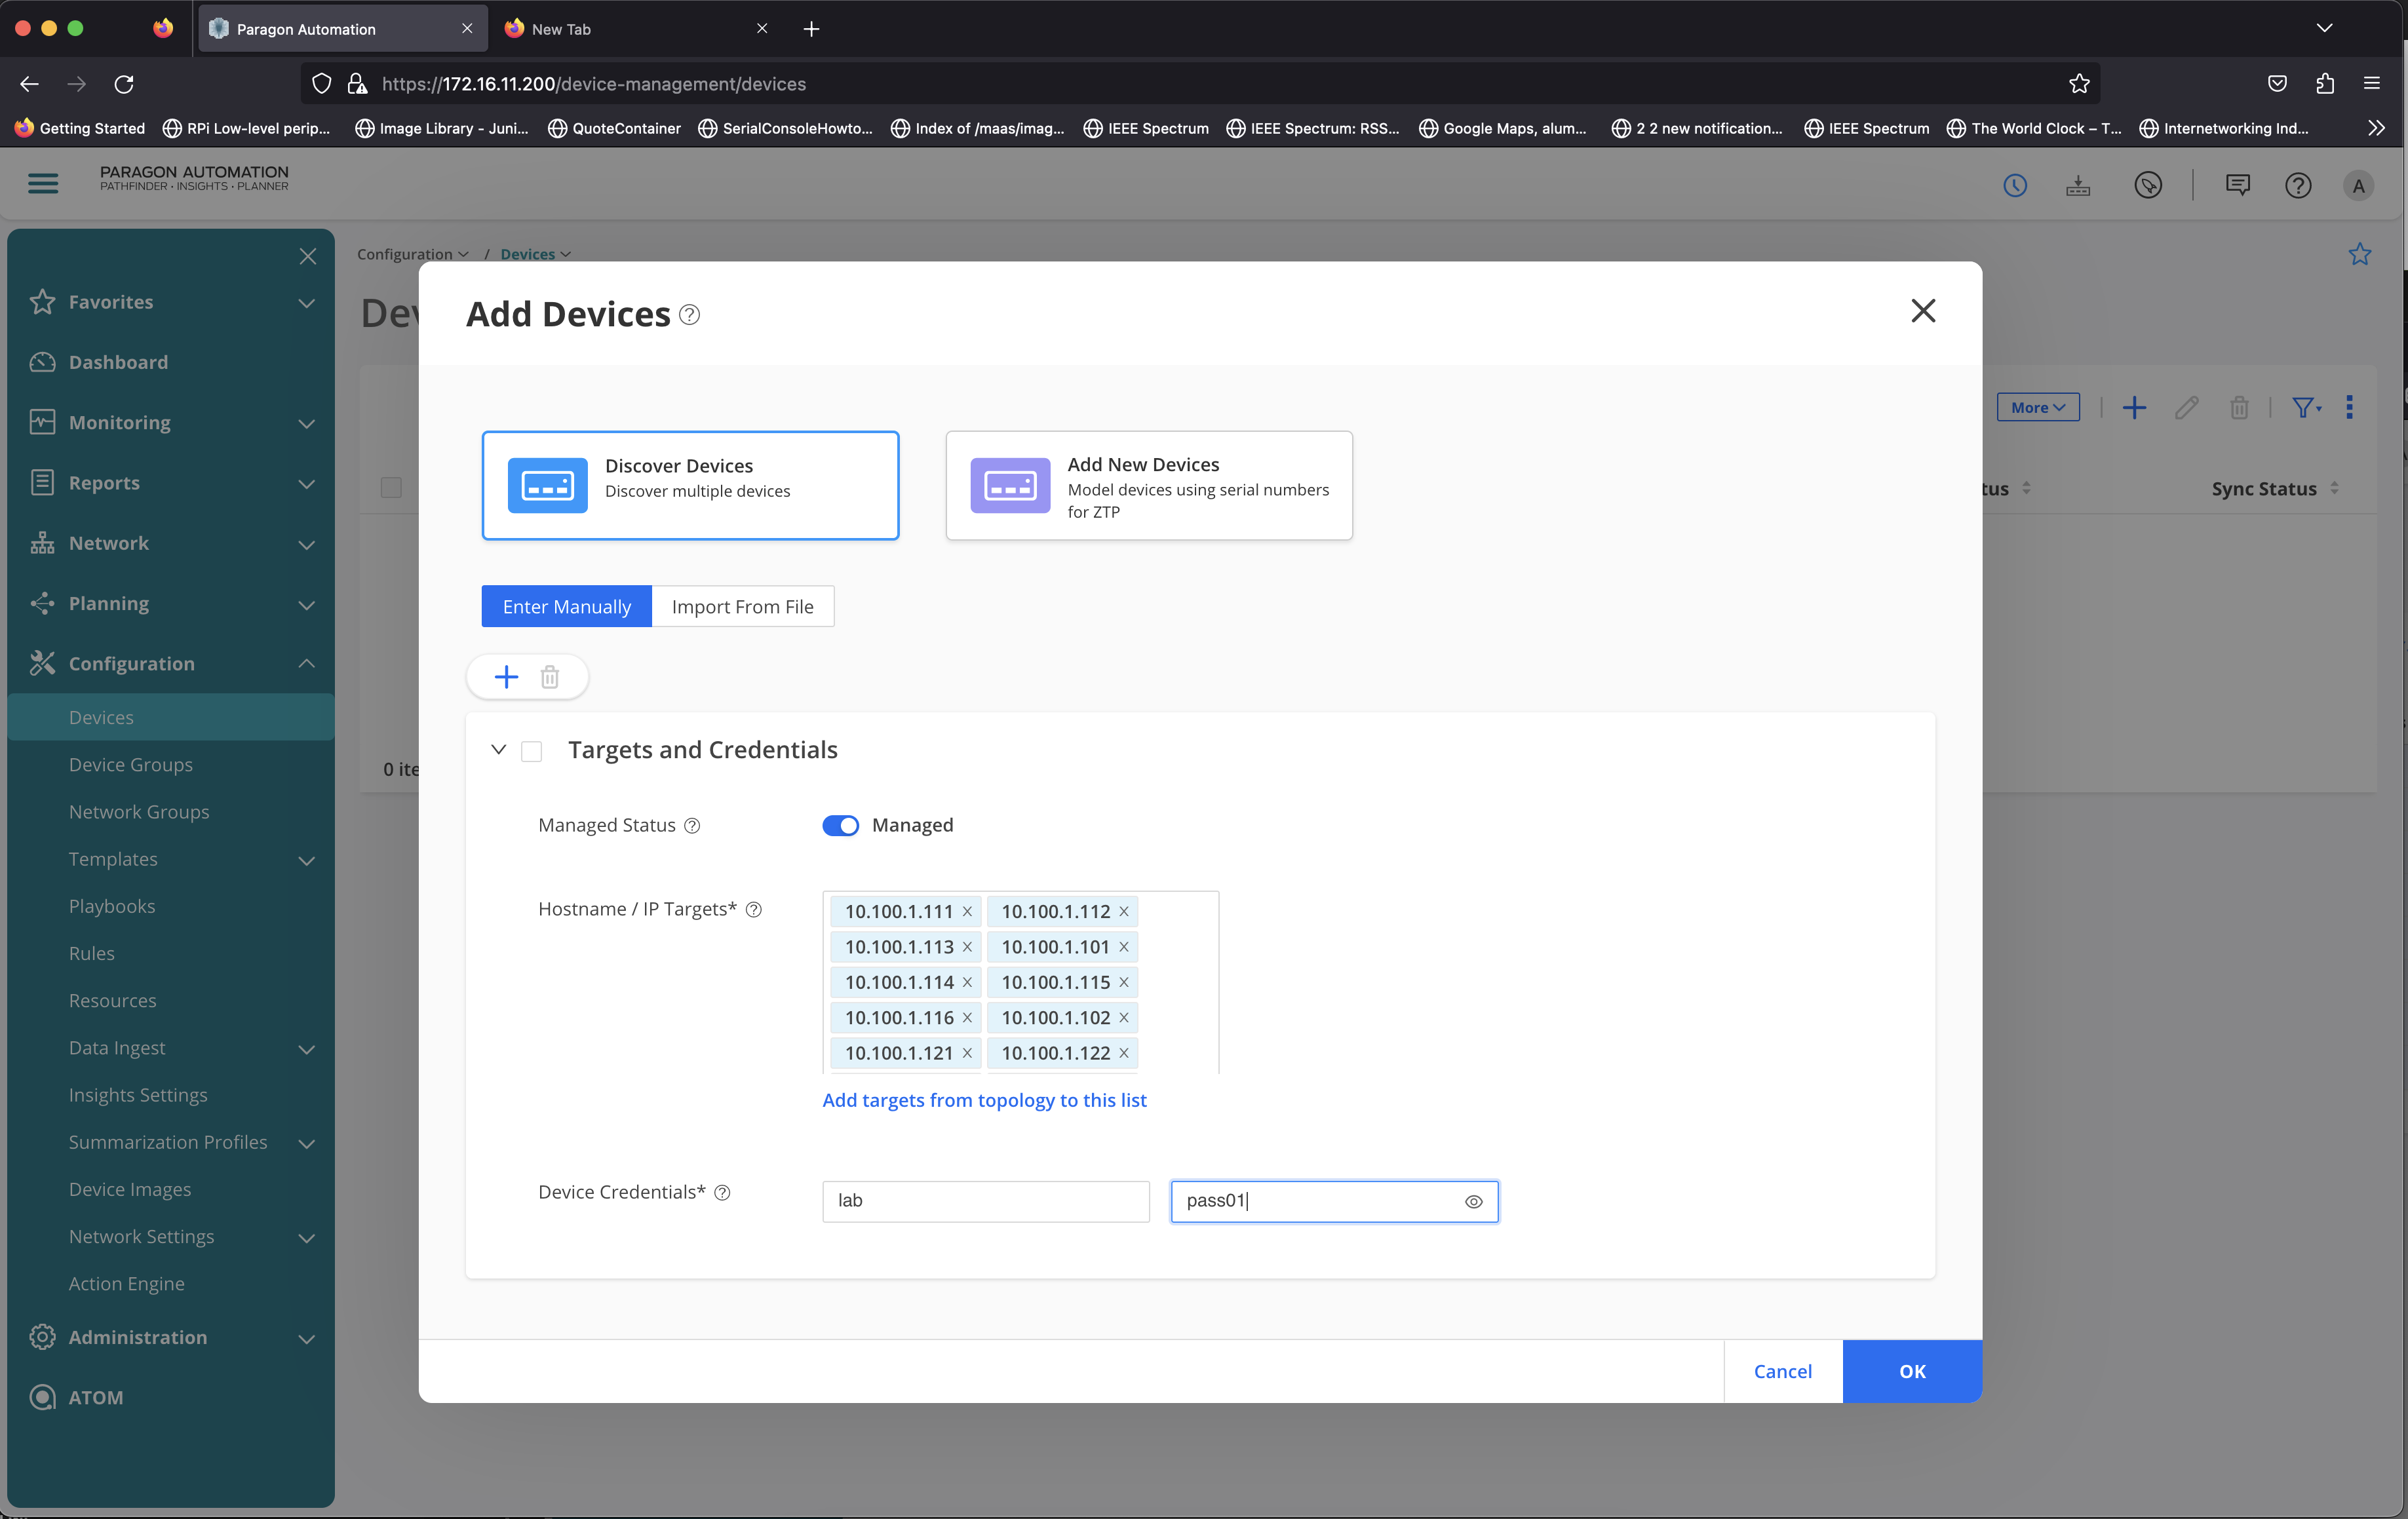 Paragon Automation
New Tab
https://172.16.11.200/device-management/devices
Getting Started
RPi Low-level perip...
Image Library - Juni...
QuoteContainer
SerialConsoleHowto...
Index of /maas/imag...
IEEE Spectrum
IEEE Spectrum: RSS...
Google Maps, alum...
2 2 new notification...
IEEE Spectrum
The World Clock – T...
Internetworking Ind...
PARAGON AUTOMATION
PATHFINDER • INSIGHTS • PLANNER
A
Favorites
Dashboard
Monitoring
Reports
Network
Planning
Configuration
Devices
Device Groups
Network Groups
Templates
Playbooks
Rules
Resources
Data Ingest
Insights Settings
Summarization Profiles
Device Images
Network Settings
Action Engine
Administration
ATOM
Configuration / Devices
Dev
More
tus
Sync Status
0 ite
Add Devices
Discover Devices
Discover multiple devices
Add New Devices
Model devices using serial numbers
for ZTP
Enter Manually
Import From File
Targets and Credentials
Managed Status
Managed
Hostname / IP Targets*
10.100.1.111 10.100.1.112
10.100.1.113 10.100.1.101
10.100.1.114 10.100.1.115
10.100.1.116 10.100.1.102
10.100.1.121 10.100.1.122
Add targets from topology to this list
Device Credentials*
lab
pass01
Cancel
OK